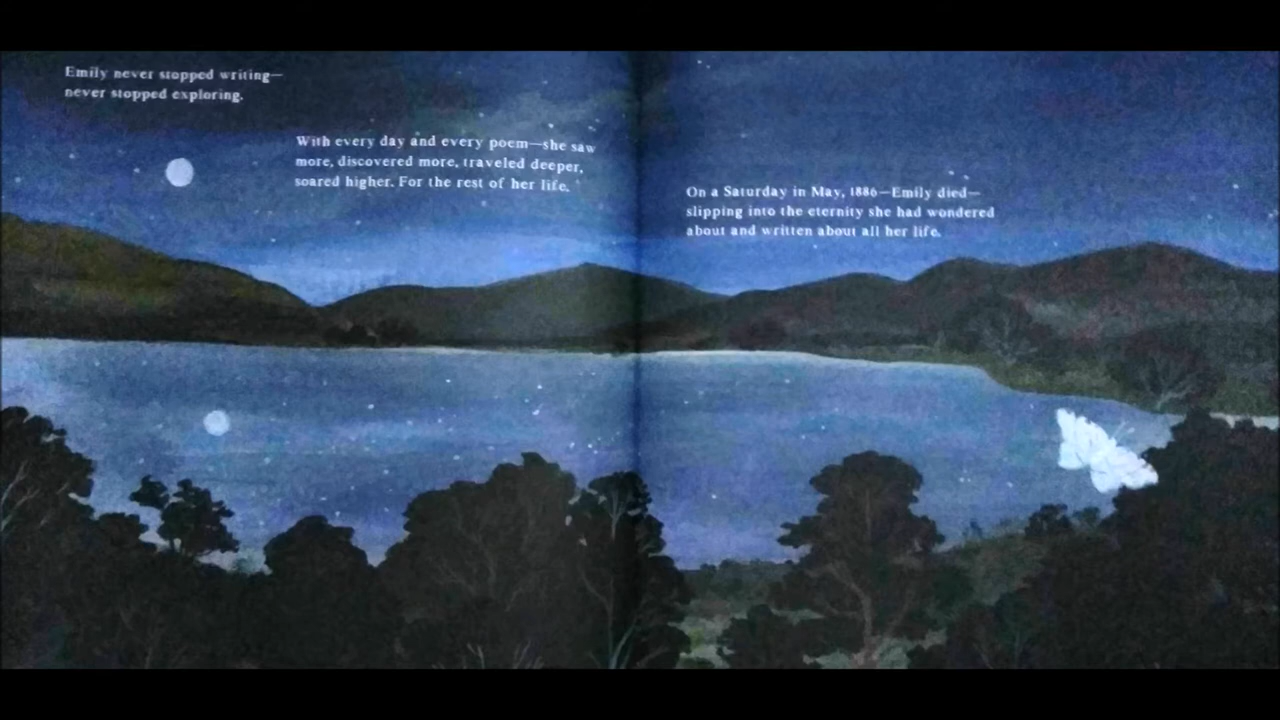 Emily never stopped writing—
never stopped exploring.
With every day and every poem—she saw
more, discovered more, traveled deeper,
soared higher. For the rest of her life.
On a Saturday in May, 1886—Emily died—
slipping into the eternity she had wondered
about and written about all her life.